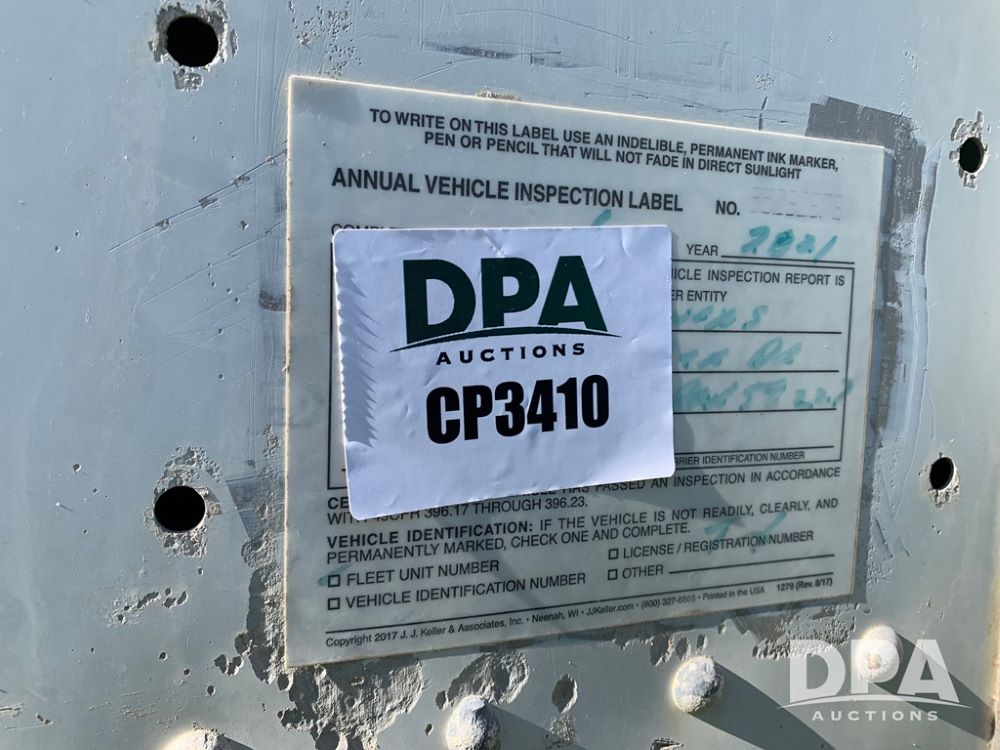 TO WRITE ON THIS LABEL USE AN INDELIBLE, PERMANENT INK MARKER,
PEN OR PENCIL THAT WILL NOT FADE IN DIRECT SUNLIGHT
ANNUAL VEHICLE INSPECTION LABEL NO.
YEAR 2021
INSPECTION REPORT IS
ENTITY
DPA
AUCTIONS
CP3410
IDENTIFICATION NUMBER
HAS PASSED AN INSPECTION IN ACCORDANCE
WITH 49CFR 396.17 THROUGH 396.23.
VEHICLE IDENTIFICATION: IF THE VEHICLE IS NOT READILY, CLEARLY, AND
PERMANENTLY MARKED, CHECK ONE AND COMPLETE.
☐ FLEET UNIT NUMBER ☐ LICENSE / REGISTRATION NUMBER
☐ VEHICLE IDENTIFICATION NUMBER ☐ OTHER
Copyright 2017 J. J. Keller & Associates, Inc. • Neenah, WI • JJKeller.com • (800) 327-6868 • Printed in the USA 1279 (Rev. 8/17)
DPA
AUCTIONS